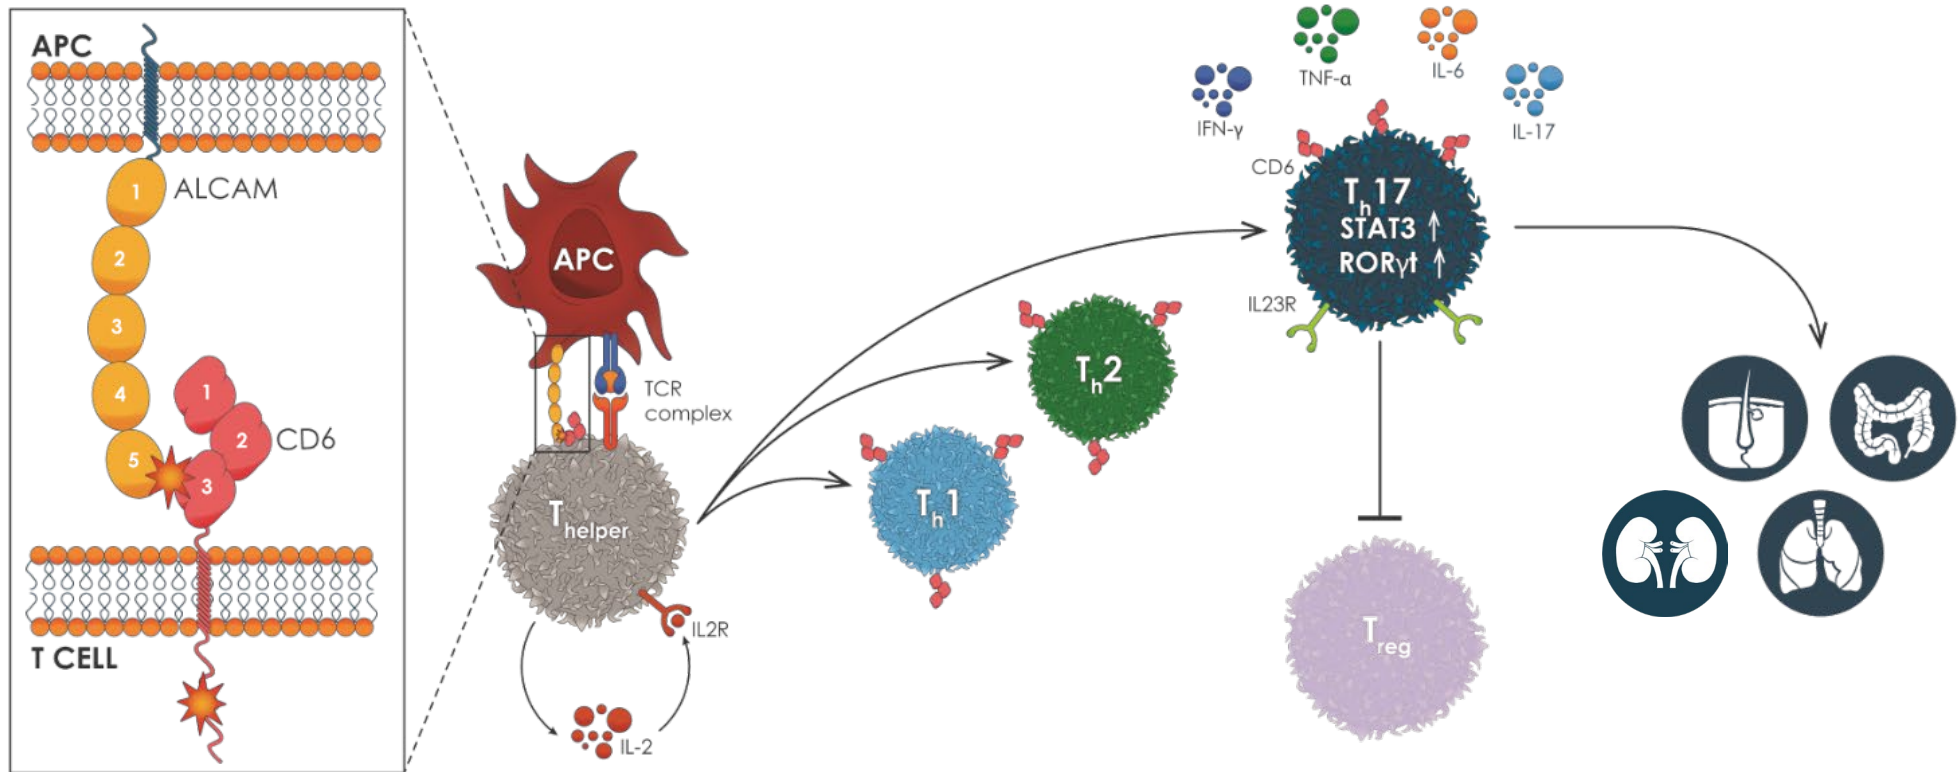 APC
ALCAM
1
2
3
4
5
1
2
3
CD6
T CELL
APC
TCR
complex
Thelper
IL2R
IL-2
Th1
Th2
IFN-γ
TNF-α
IL-6
IL-17
CD6
Th17
STAT3 ↑
RORγt ↑
IL23R
Treg